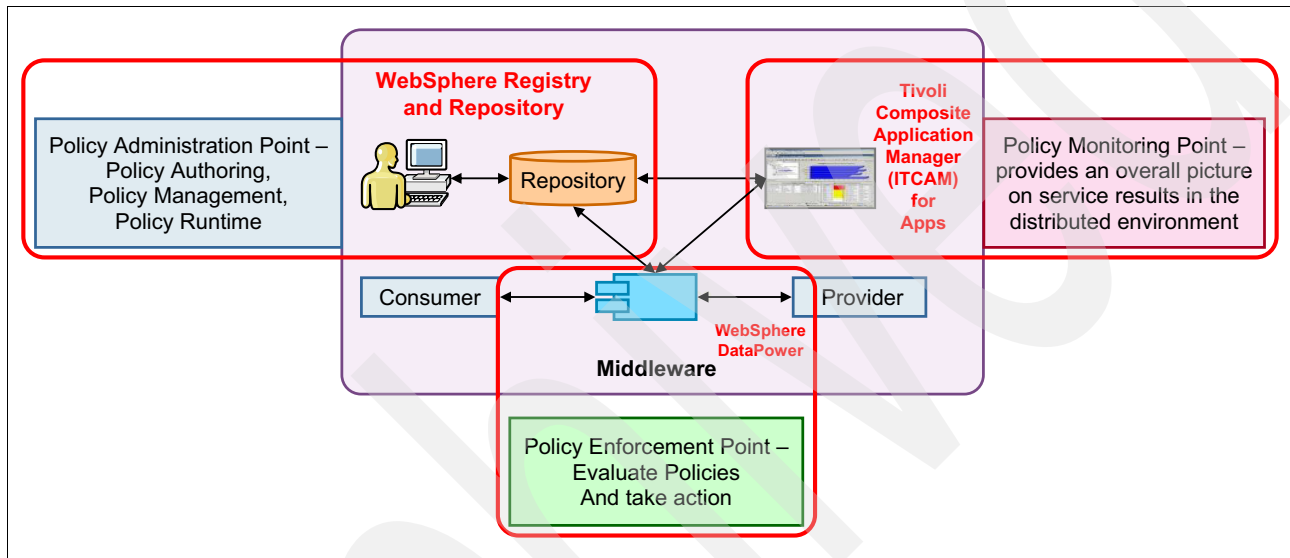 WebSphere Registry
and Repository
Tivoli
Composite
Application
Manager
(ITCAM)
for
Apps
Policy Administration Point –
Policy Authoring,
Policy Management,
Policy Runtime
Repository
Policy Monitoring Point –
provides an overall picture
on service results in the
distributed environment
Consumer
Provider
WebSphere
DataPower
Middleware
Policy Enforcement Point –
Evaluate Policies
And take action